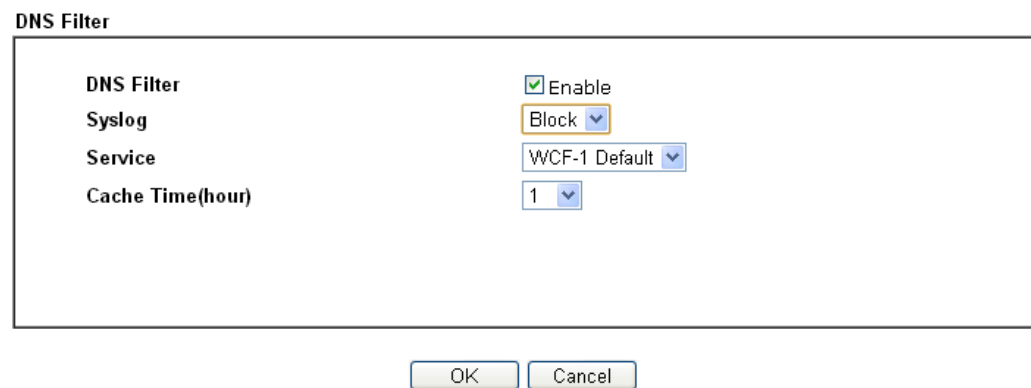 DNS Filter
DNS Filter Enable
Syslog Block
Service WCF-1 Default
Cache Time(hour) 1
OK Cancel